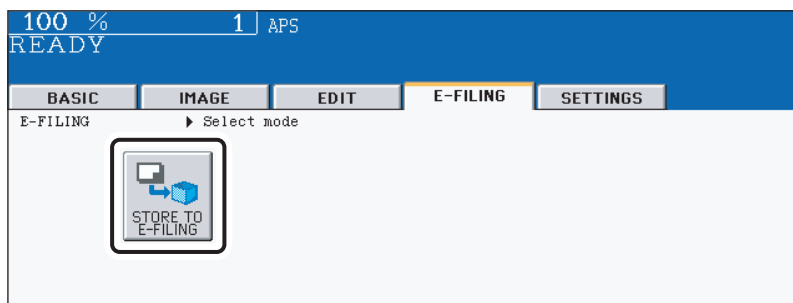 100 % 1 APS
READY
BASIC IMAGE EDIT E-FILING SETTINGS
E-FILING ▶ Select mode
STORE TO
E-FILING